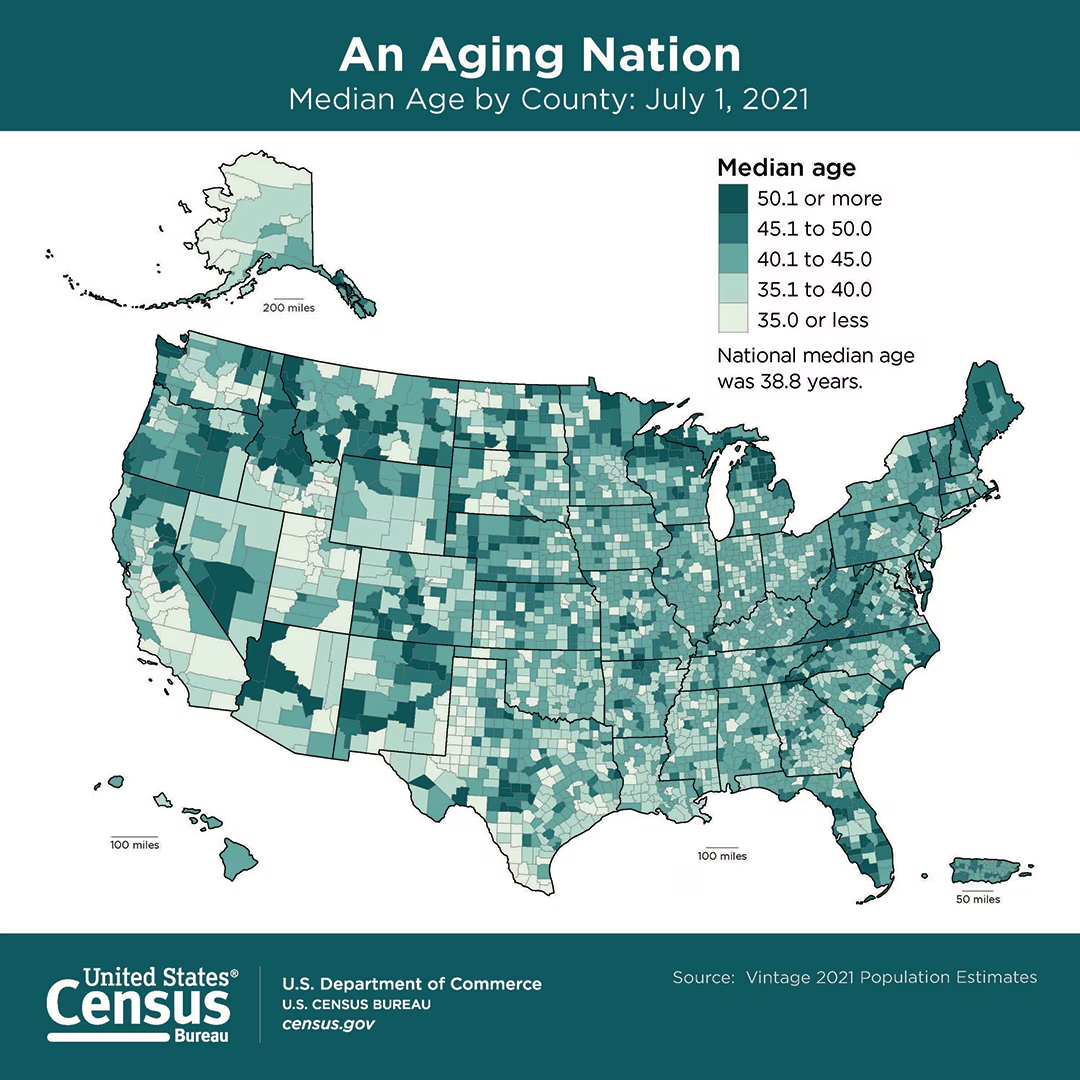 An Aging Nation
Median Age by County: July 1, 2021
Median age
50.1 or more
45.1 to 50.0
40.1 to 45.0
35.1 to 40.0
35.0 or less
National median age
was 38.8 years.
200 miles
100 miles
100 miles
50 miles
United States®
Census
Bureau
U.S. Department of Commerce
U.S. CENSUS BUREAU
census.gov
Source: Vintage 2021 Population Estimates